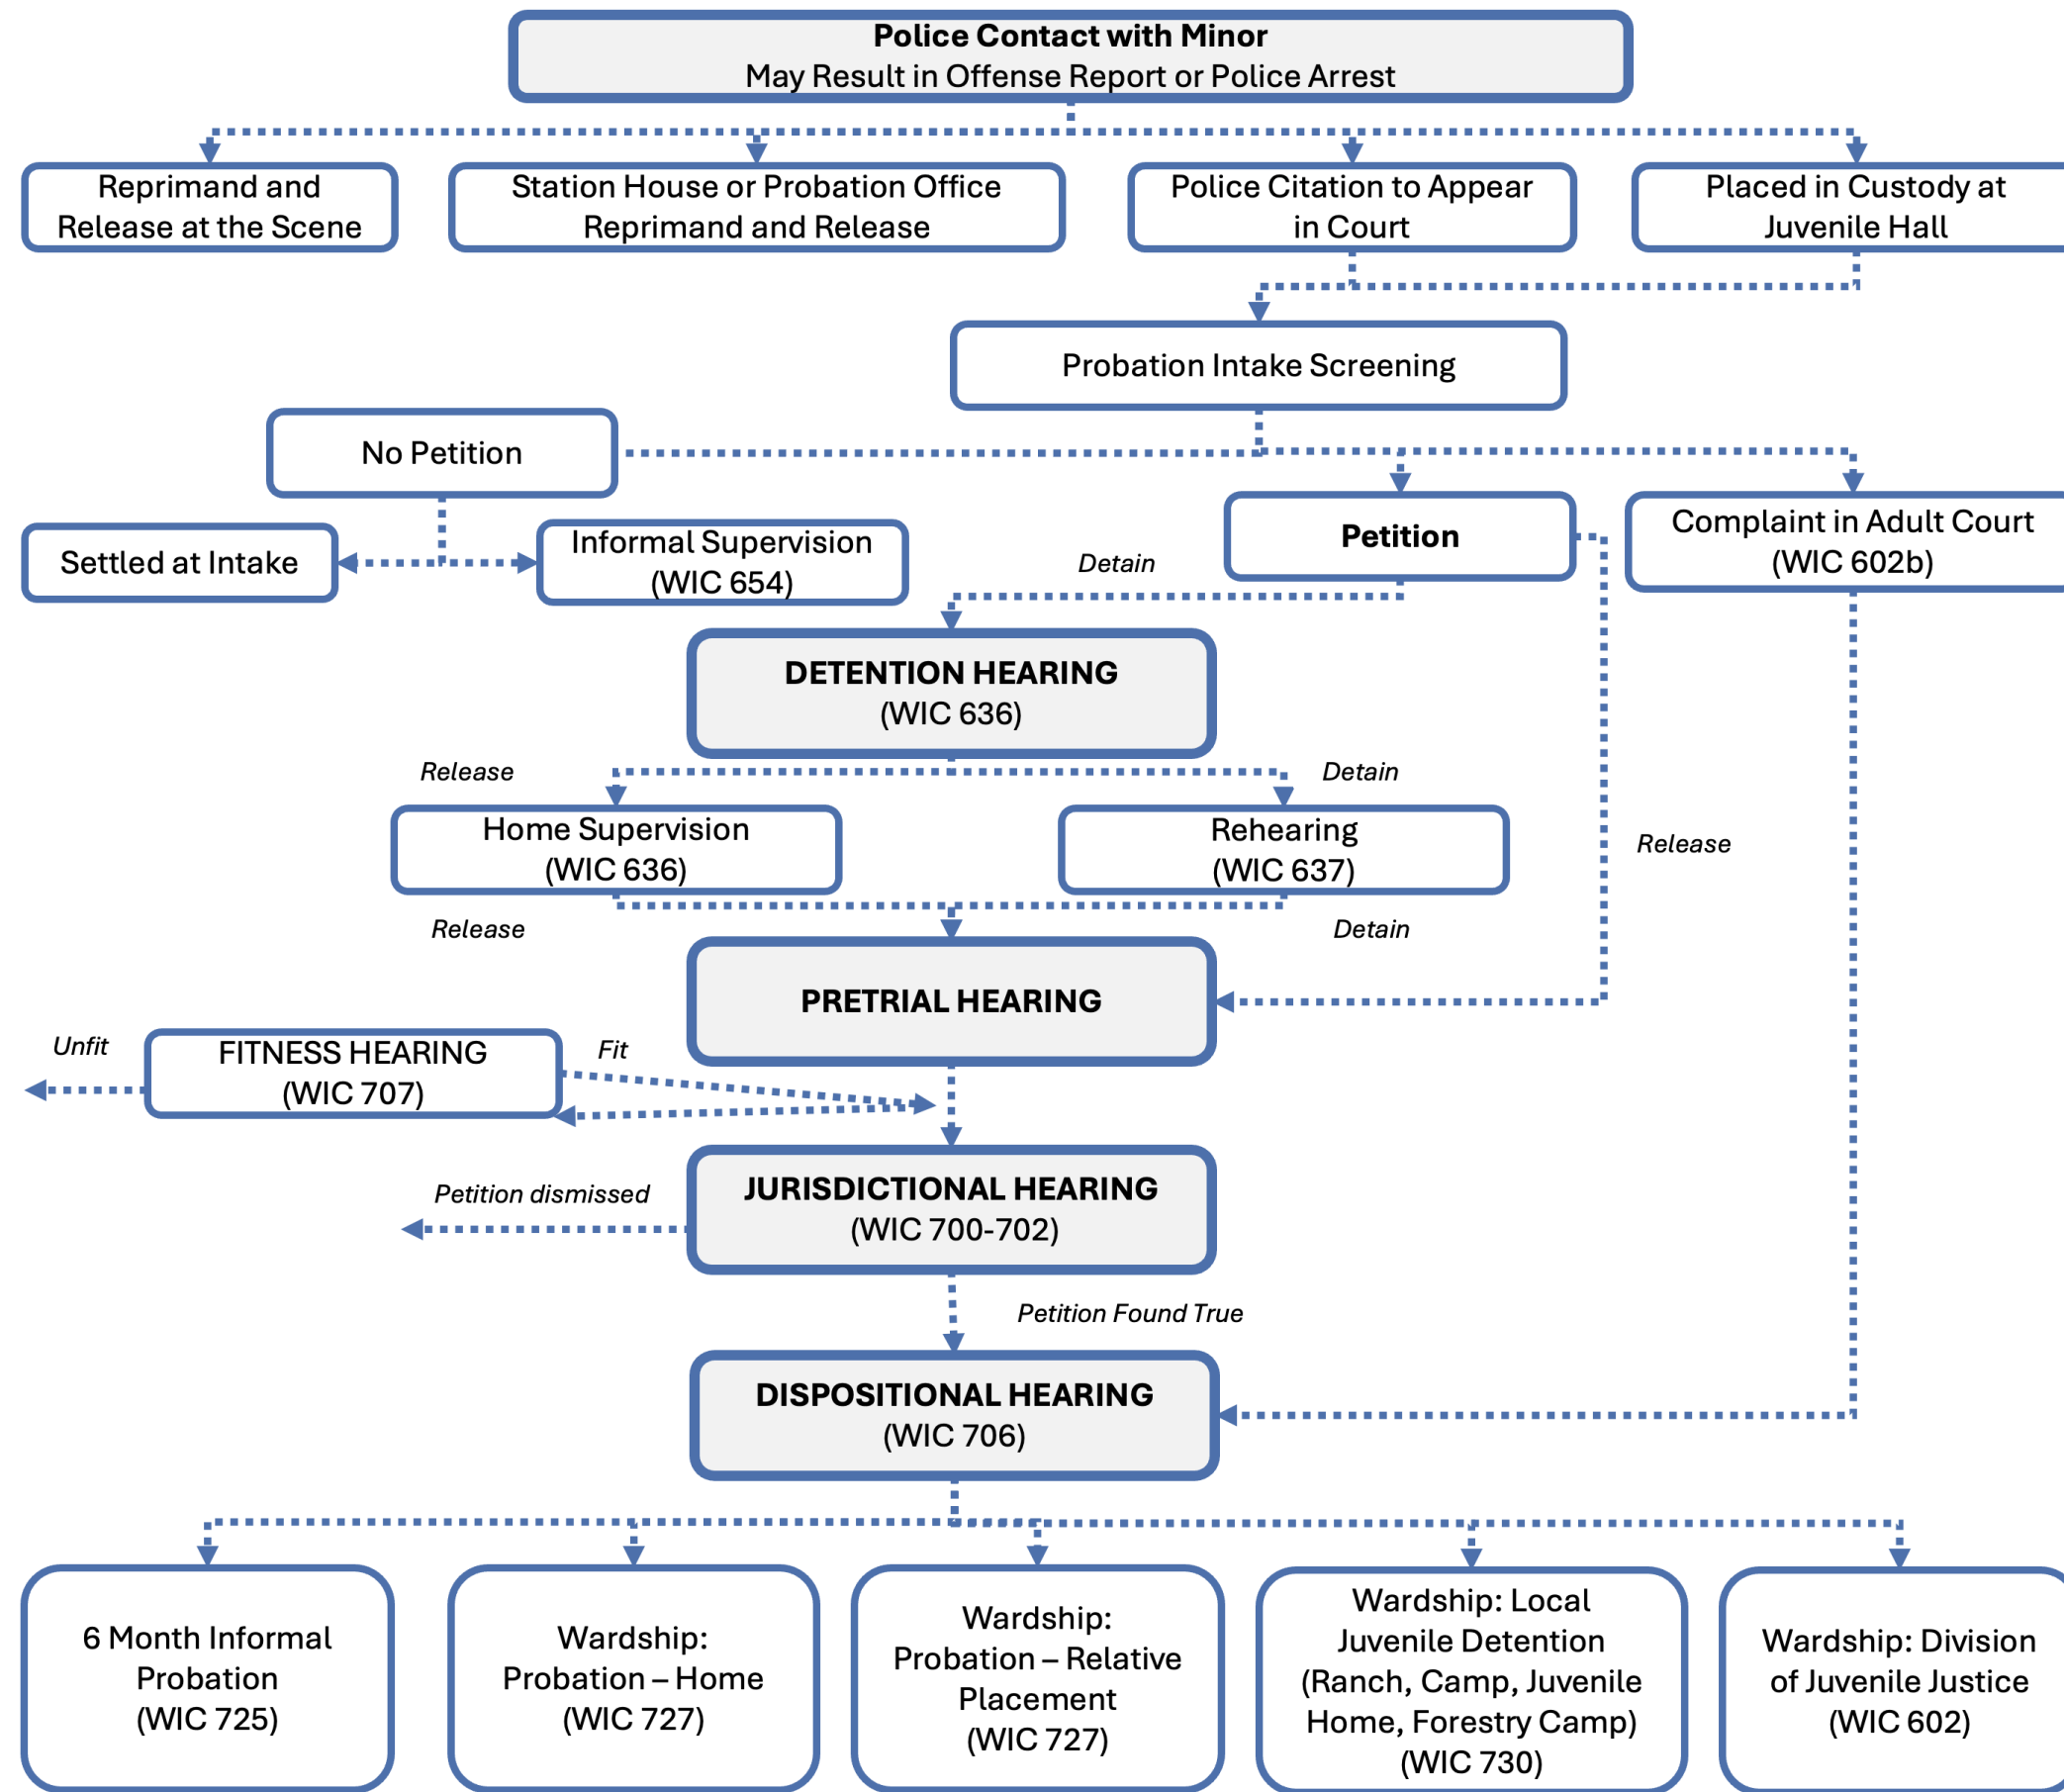 Police Contact with Minor
May Result in Offense Report or Police Arrest
Reprimand and
Release at the Scene
Station House or Probation Office
Reprimand and Release
Police Citation to Appear
in Court
Placed in Custody at
Juvenile Hall
Probation Intake Screening
No Petition
Settled at Intake
Informal Supervision
(WIC 654)
Petition
Complaint in Adult Court
(WIC 602b)
Detain
DETENTION HEARING
(WIC 636)
Release
Detain
Home Supervision
(WIC 636)
Rehearing
(WIC 637)
Release
Release
Detain
PRETRIAL HEARING
Unfit
FITNESS HEARING
(WIC 707)
Fit
JURISDICTIONAL HEARING
(WIC 700-702)
Petition dismissed
Petition Found True
DISPOSITIONAL HEARING
(WIC 706)
6 Month Informal
Probation
(WIC 725)
Wardship:
Probation – Home
(WIC 727)
Wardship:
Probation – Relative
Placement
(WIC 727)
Wardship: Local
Juvenile Detention
(Ranch, Camp, Juvenile
Home, Forestry Camp)
(WIC 730)
Wardship: Division
of Juvenile Justice
(WIC 602)